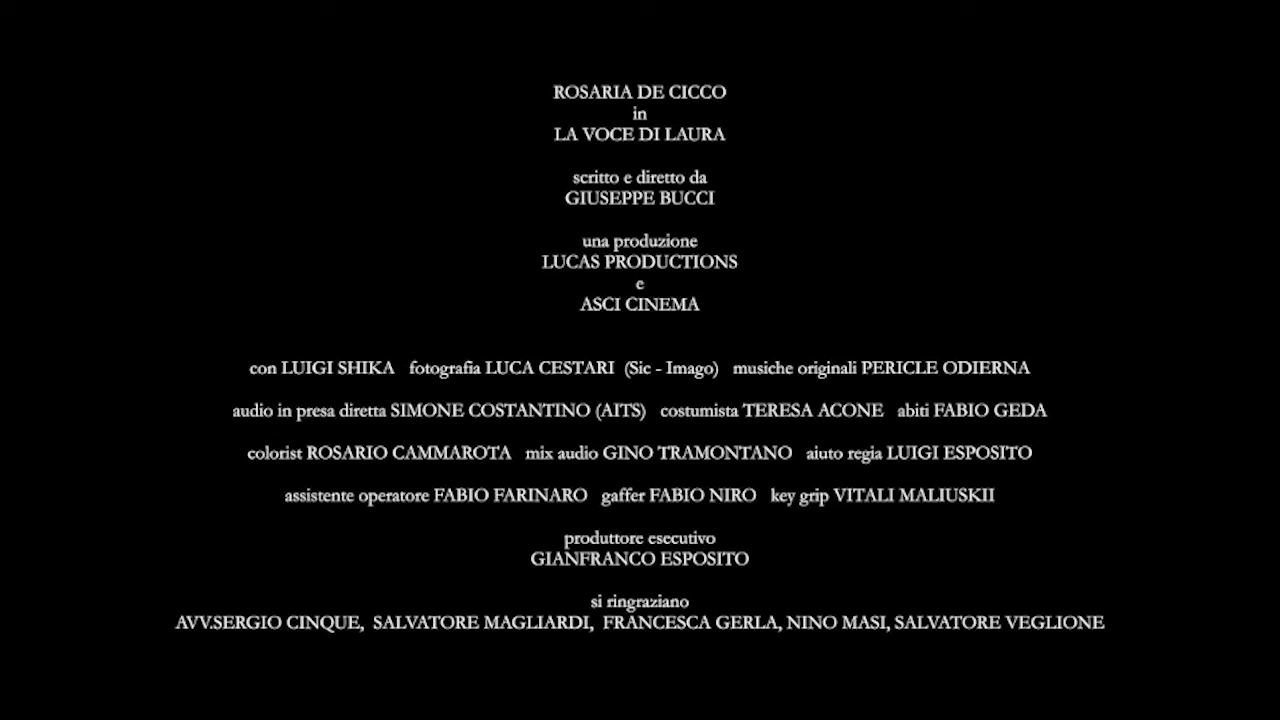 ROSARIA DE CICCO
in
LA VOCE DI LAURA
scritto e diretto da
GIUSEPPE BUCCI
una produzione
LUCAS PRODUCTIONS
e
ASCI CINEMA
con LUIGI SHIKA fotografia LUCA CESTARI (Sic - Imago) musiche originali PERICLE ODIERNA
audio in presa diretta SIMONE COSTANTINO (AITS) costumista TERESA ACONE abiti FABIO GEDA
colorist ROSARIO CAMMAROTA mix audio GINO TRAMONTANO aiuto regia LUIGI ESPOSITO
assistente operatore FABIO FARINARO gaffer FABIO NIRO key grip VITALI MALIUSKII
produttore esecutivo
GIANFRANCO ESPOSITO
si ringraziano
AVV.SERGIO CINQUE, SALVATORE MAGLIARDI, FRANCESCA GERLA, NINO MASI, SALVATORE VEGLIONE